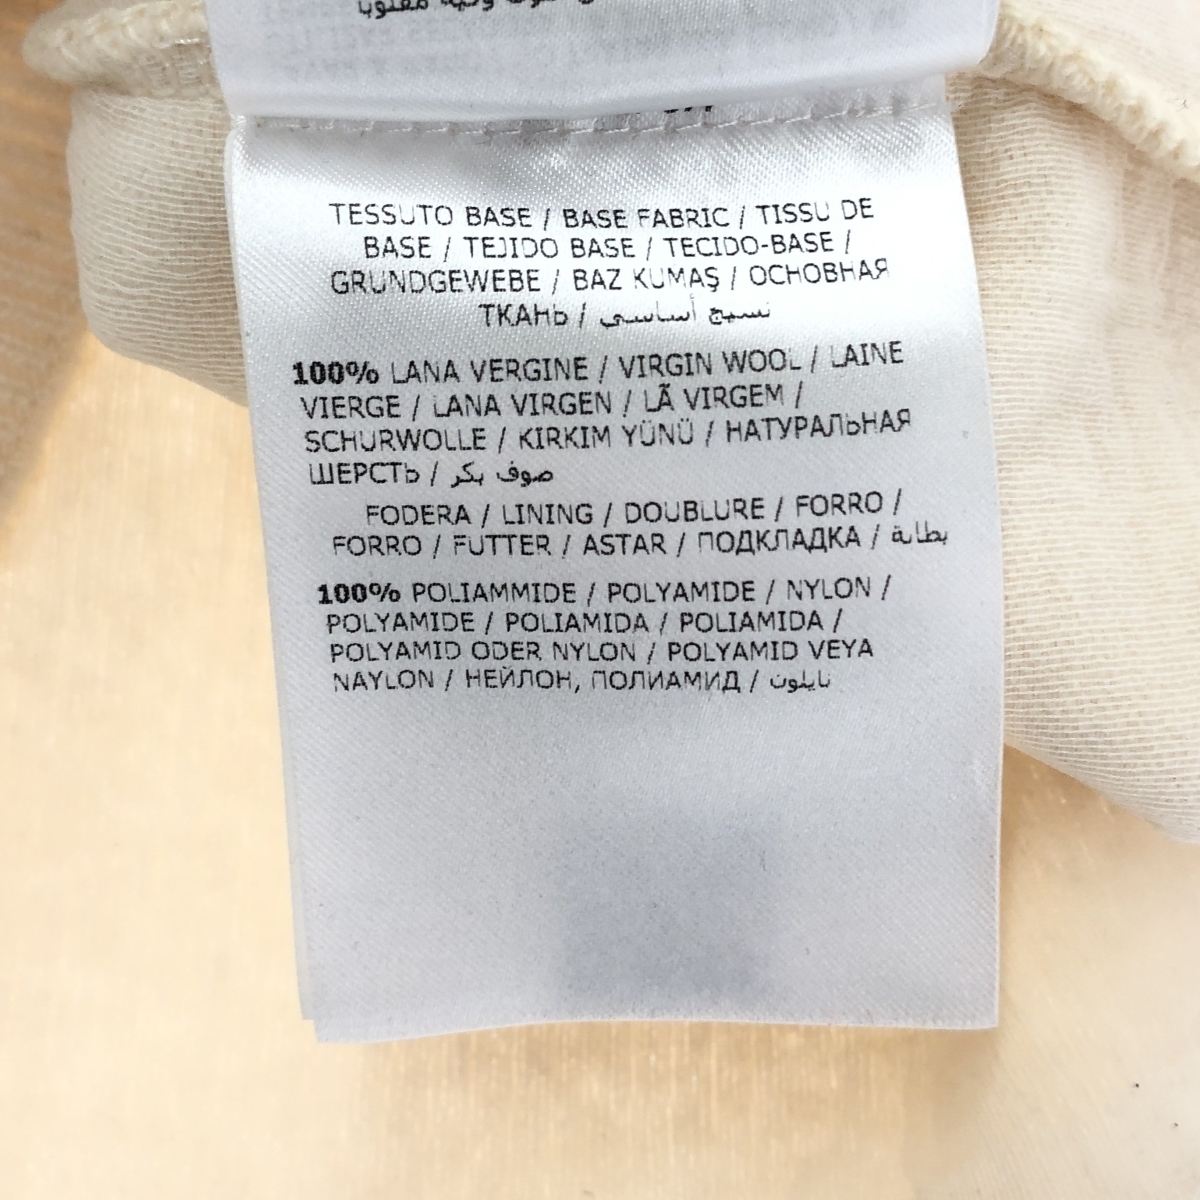 TESSUTO BASE / BASE FABRIC / TISSU DE
BASE / TEJIDO BASE / TECIDO-BASE /
GRUNDGEWEBE / BAZ KUMAŞ / ОСНОВНАЯ
ТКАНЬ / نسيج أساسي
100% LANA VERGINE / VIRGIN WOOL / LAINE
VIERGE / LANA VIRGEN / LÃ VIRGEM /
SCHURWOLLE / KIRKIM YÜNÜ / НАТУРАЛЬНАЯ
ШЕРСТЬ / صوف بكر
FODERA / LINING / DOUBLURE / FORRO /
FORRO / FUTTER / ASTAR / ПОДКЛАДКА / بطانة
100% POLIAMMIDE / POLYAMIDE / NYLON /
POLYAMIDE / POLIAMIDA / POLIAMIDA /
POLYAMID ODER NYLON / POLYAMID VEYA
NAYLON / НЕЙЛОН, ПОЛИАМИД / نايلون